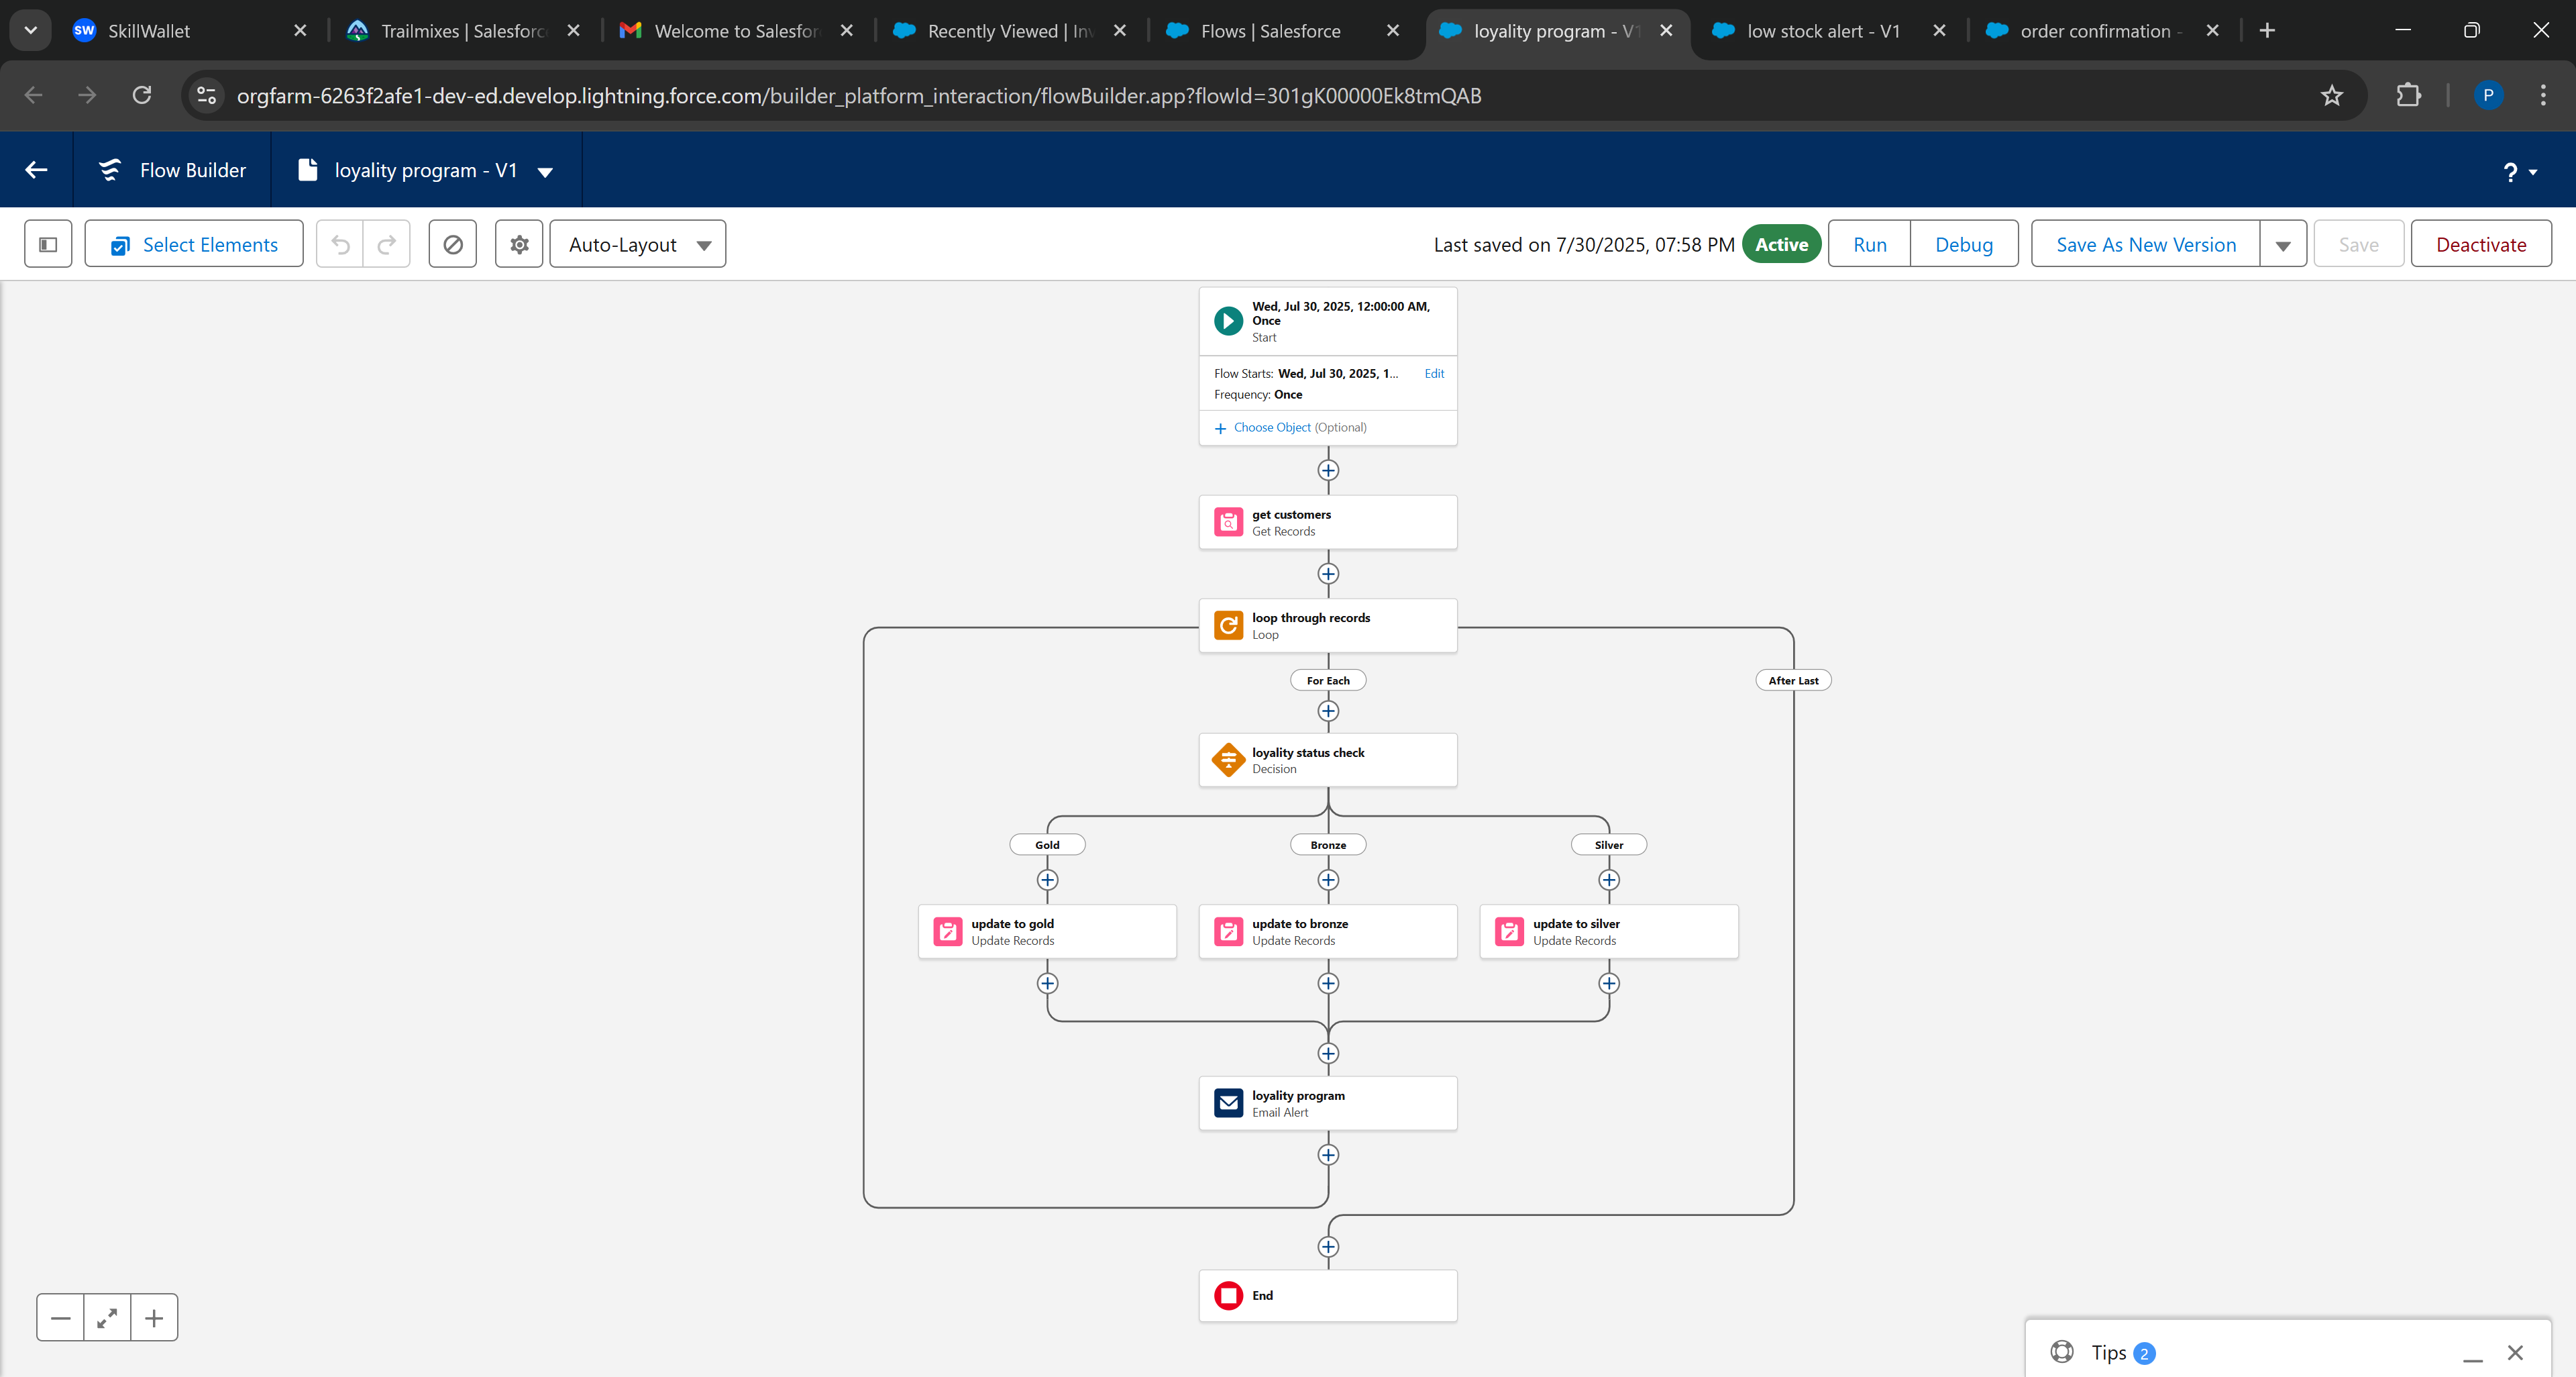 SkillWallet
Trailmixes | Salesforc
Welcome to Salesfor
Recently Viewed | Inv
Flows | Salesforce
loyality program - V1
low stock alert - V1
order confirmation -
orgfarm-6263f2afe1-dev-ed.develop.lightning.force.com/builder_platform_interaction/flowBuilder.app?flowId=301gK00000Ek8tmQAB
P
Flow Builder
loyality program - V1
?
Select Elements
Auto-Layout
Last saved on 7/30/2025, 07:58 PM
Active
Run
Debug
Save As New Version
Save
Deactivate
Wed, Jul 30, 2025, 12:00:00 AM,
Once
Start
Flow Starts: Wed, Jul 30, 2025, 1...
Edit
Frequency: Once
Choose Object (Optional)
get customers
Get Records
loop through records
Loop
For Each
After Last
loyality status check
Decision
Gold
Bronze
Silver
update to gold
Update Records
update to bronze
Update Records
update to silver
Update Records
loyality program
Email Alert
End
Tips 2